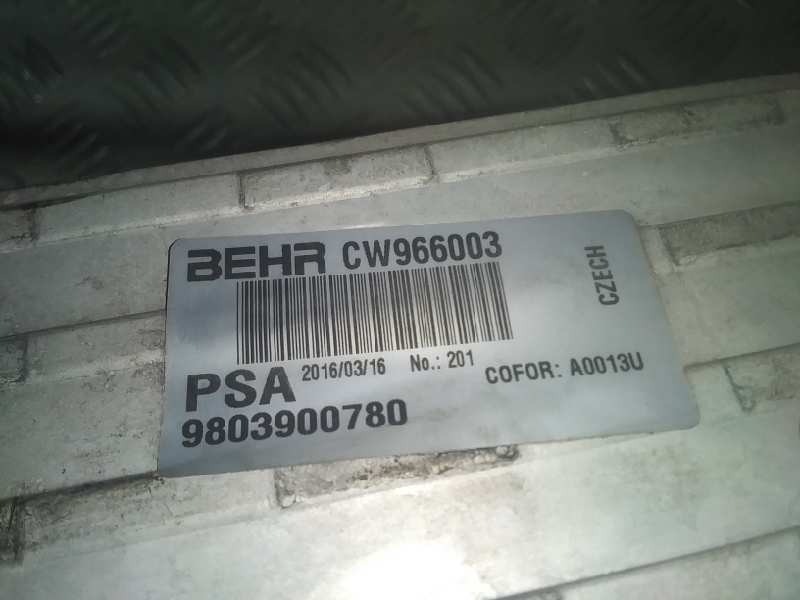 BEHR CW966003
CZECH
PSA 2016/03/16 No.: 201 COFOR: A0013U
9803900780